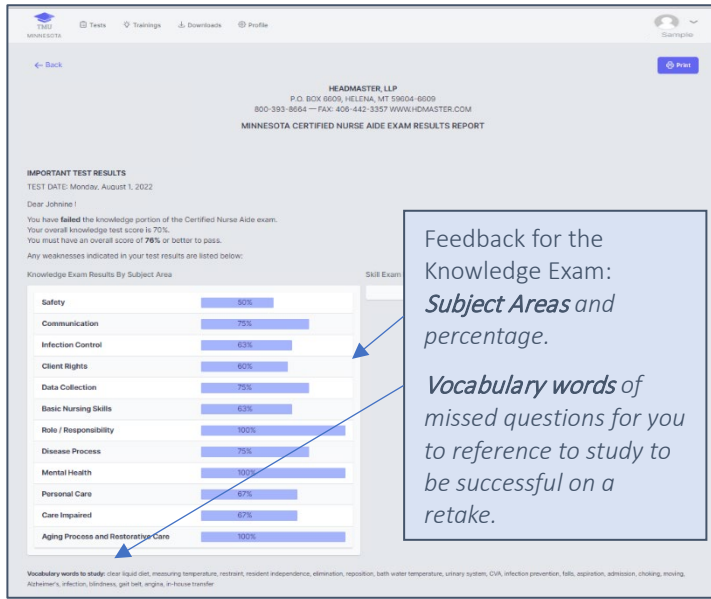 TMU
MINNESOTA
Tests
Trainings
Downloads
Profile
Sample
← Back
Print
HEADMASTER, LLP
P.O. BOX 6609, HELENA, MT 59604-6609
800-393-8664 — FAX: 406-442-3357 WWW.HDMASTER.COM
MINNESOTA CERTIFIED NURSE AIDE EXAM RESULTS REPORT
IMPORTANT TEST RESULTS
TEST DATE: Monday, August 1, 2022
Dear Johnine !
You have failed the knowledge portion of the Certified Nurse Aide exam.
Your overall knowledge test score is 70%.
You must have an overall score of 76% or better to pass.
Any weaknesses indicated in your test results are listed below:
Knowledge Exam Results By Subject Area
Skill Exam
Safety 50%
Communication 75%
Infection Control 63%
Client Rights 60%
Data Collection 75%
Basic Nursing Skills 63%
Role / Responsibility 100%
Disease Process 75%
Mental Health 100%
Personal Care 67%
Care Impaired 67%
Aging Process and Restorative Care 100%
Feedback for the
Knowledge Exam:
Subject Areas and
percentage.
Vocabulary words of
missed questions for you
to reference to study to
be successful on a
retake.
Vocabulary words to study: clear liquid diet, measuring temperature, restraint, resident independence, elimination, reposition, bath water temperature, urinary system, CVA, infection prevention, falls, aspiration, admission, choking, moving,
Alzheimer's, infection, blindness, gait belt, angina, in-house transfer